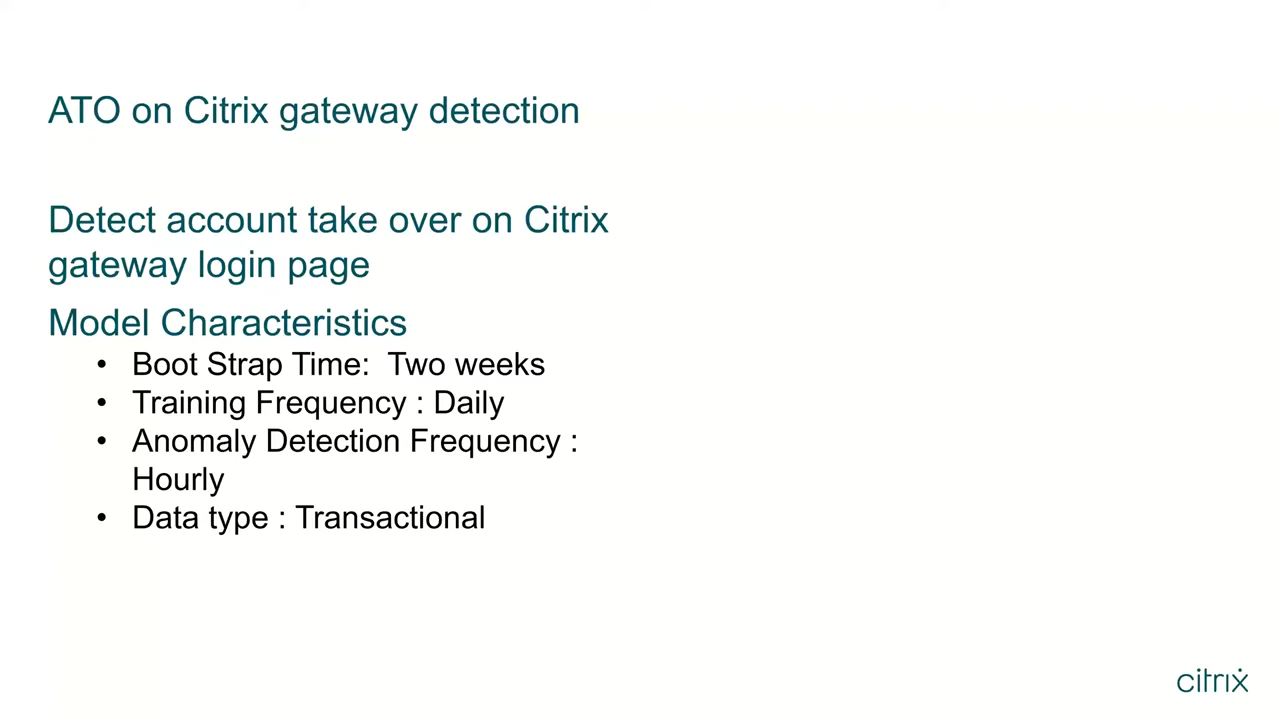 ATO on Citrix gateway detection
Detect account take over on Citrix
gateway login page
Model Characteristics
• Boot Strap Time:  Two weeks
• Training Frequency : Daily
• Anomaly Detection Frequency :
Hourly
• Data type : Transactional
citrix